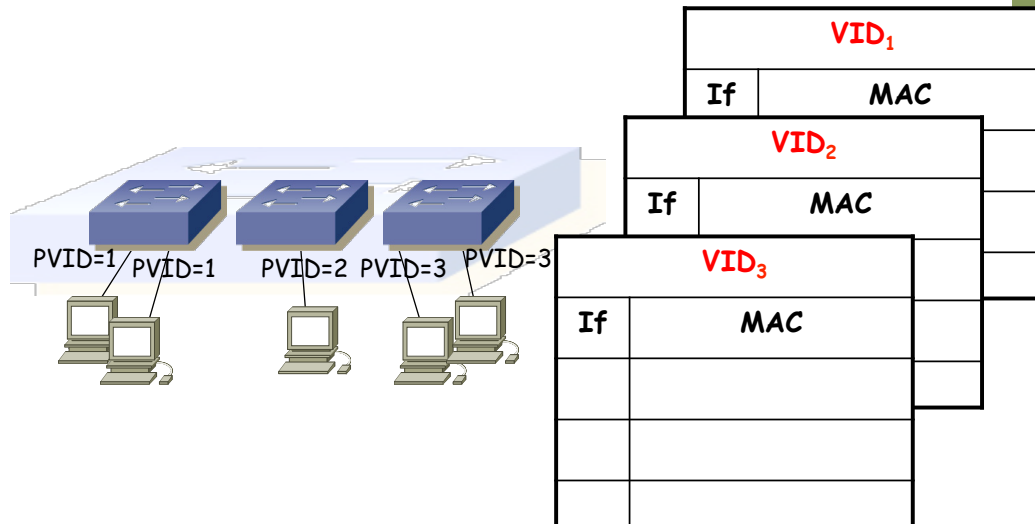 VID₁
If MAC
VID₂
If MAC
VID₃
If MAC
PVID=1 PVID=1 PVID=2 PVID=3 PVID=3